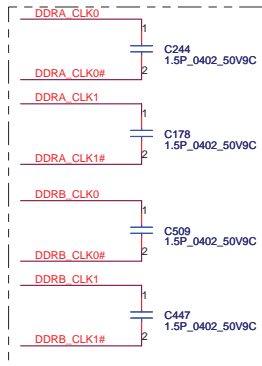 DDRA_CLK0
1
C244
1.5P_0402_50V9C
2
DDRA_CLK0#
DDRA_CLK1
1
C178
1.5P_0402_50V9C
2
DDRA_CLK1#
DDRB_CLK0
1
C509
1.5P_0402_50V9C
2
DDRB_CLK0#
DDRB_CLK1
1
C447
1.5P_0402_50V9C
2
DDRB_CLK1#